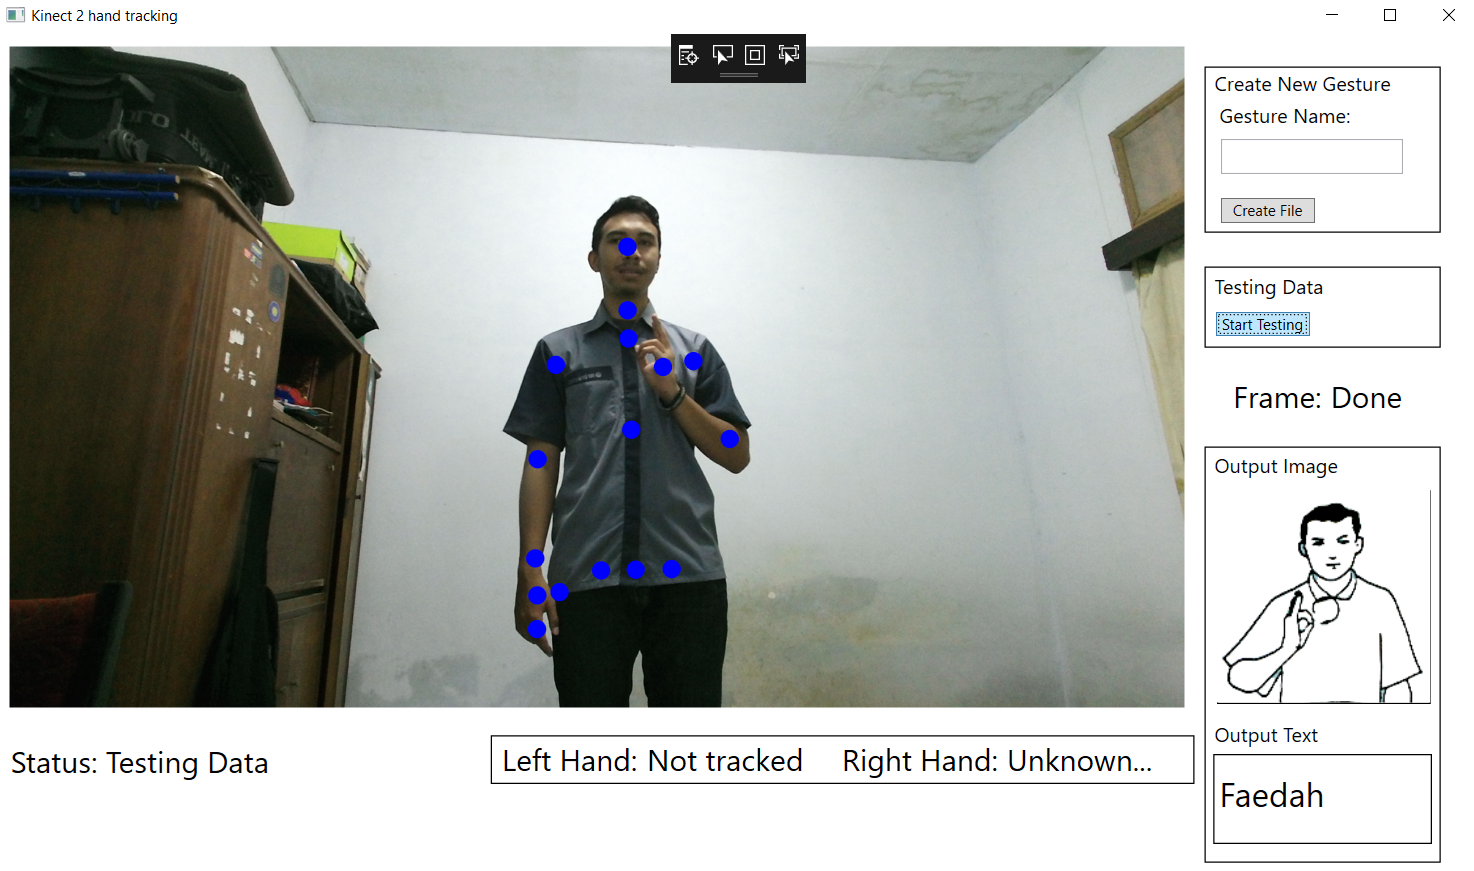 Kinect 2 hand tracking
Create New Gesture
Gesture Name:
Create File
Testing Data
Start Testing
Frame: Done
Output Image
Output Text
Faedah
Status: Testing Data
Left Hand: Not tracked Right Hand: Unknown...